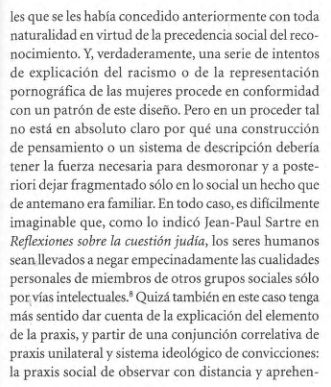 les que se les había concedido anteriormente con toda
naturalidad en virtud de la precedencia social del reco-
nocimiento. Y, verdaderamente, una serie de intentos
de explicación del racismo o de la representación
pornográfica de las mujeres procede en conformidad
con un patrón de este diseño. Pero en un proceder tal
no está en absoluto claro por qué una construcción
de pensamiento o un sistema de descripción debería
tener la fuerza necesaria para desmoronar y a poste-
riori dejar fragmentado sólo en lo social un hecho que
de antemano era familiar. En todo caso, es difícilmente
imaginable que, como lo indicó Jean-Paul Sartre en
Reflexiones sobre la cuestión judía, los seres humanos
sean llevados a negar empecinadamente las cualidades
personales de miembros de otros grupos sociales sólo
por vías intelectuales.⁸ Quizá también en este caso tenga
más sentido dar cuenta de la explicación del elemento
de la praxis, y partir de una conjunción correlativa de
praxis unilateral y sistema ideológico de convicciones:
la praxis social de observar con distancia y aprehen-